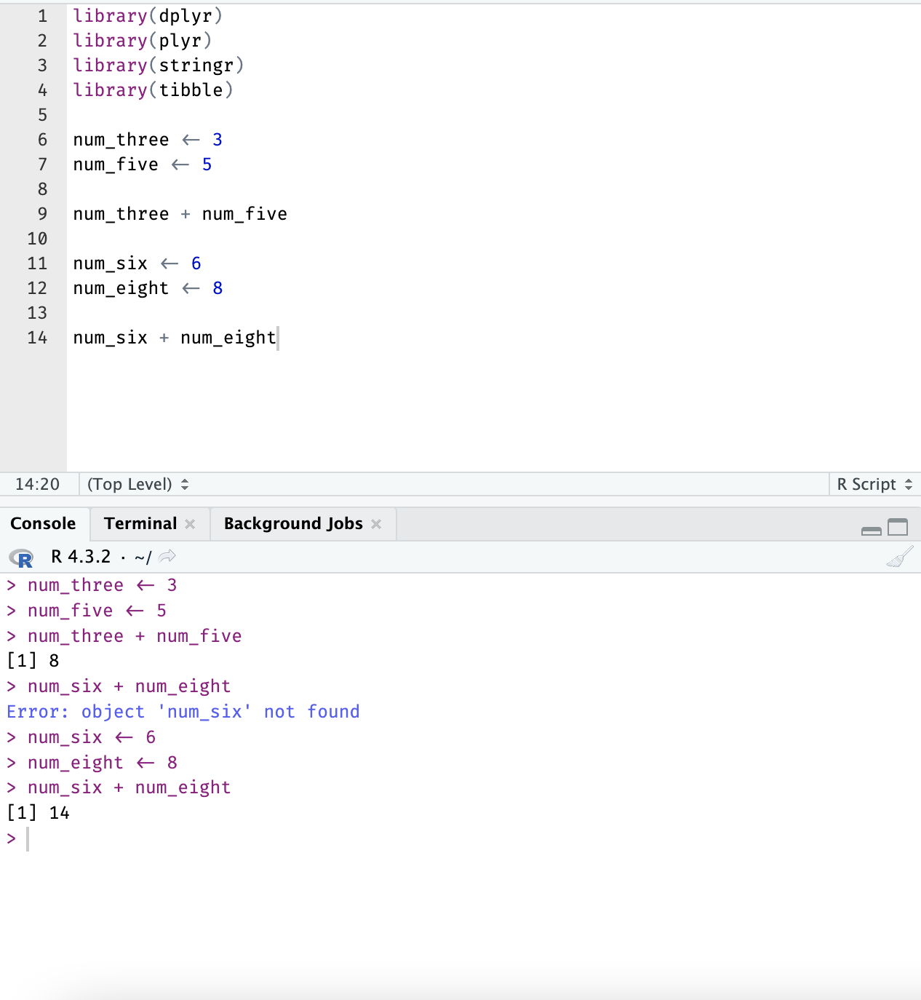 1 library(dplyr)
2 library(plyr)
3 library(stringr)
4 library(tibble)
5
6 num_three ← 3
7 num_five ← 5
8
9 num_three + num_five
10
11 num_six ← 6
12 num_eight ← 8
13
14 num_six + num_eight
14:20 (Top Level) R Script
Console Terminal Background Jobs
R R 4.3.2 · ~/
> num_three ← 3
> num_five ← 5
> num_three + num_five
[1] 8
> num_six + num_eight
Error: object 'num_six' not found
> num_six ← 6
> num_eight ← 8
> num_six + num_eight
[1] 14
>